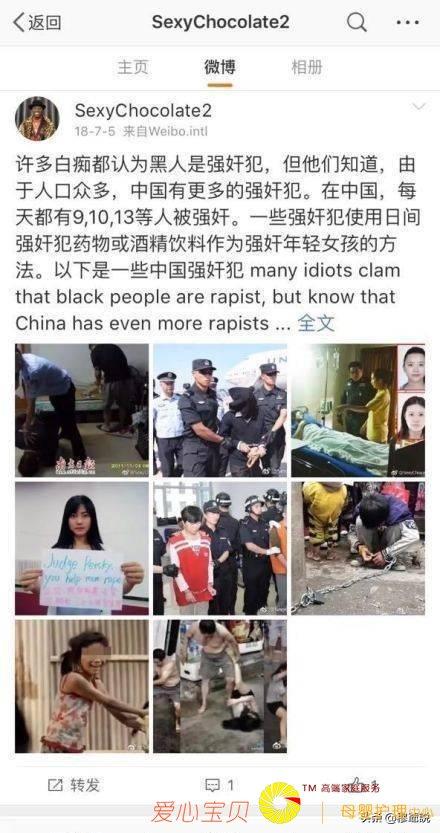 返回
SexyChocolate2
主页
微博
相册
SexyChocolate2
18-7-5 来自Weibo.intl
许多白痴都认为黑人是强奸犯，但他们知道，由
于人口众多，中国有更多的强奸犯。在中国，每
天都有9,10,13等人被强奸。一些强奸犯使用日间
强奸犯药物或酒精饮料作为强奸年轻女孩的方
法。以下是一些中国强奸犯 many idiots clam
that black people are rapist, but know that
China has even more rapists ... 全文
南方日报
Judge Persky
you help men rape
转发
1
1
爱心宝贝
TM 高端家庭服务
母婴护理中心